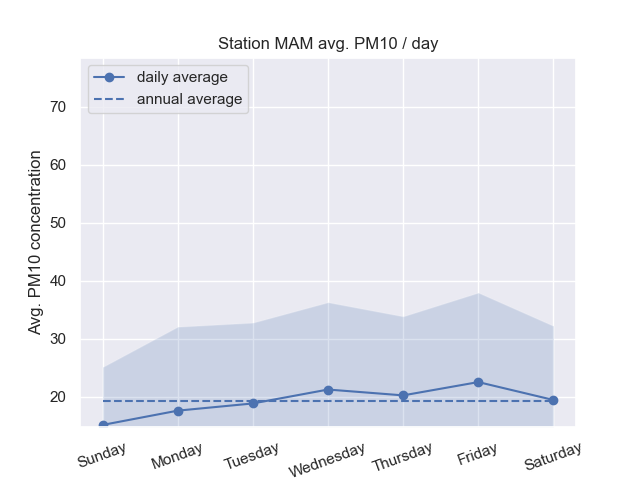 Station MAM avg. PM10 / day
daily average
annual average
Avg. PM10 concentration
70
60
50
40
30
20
Sunday
Monday
Tuesday
Wednesday
Thursday
Friday
Saturday